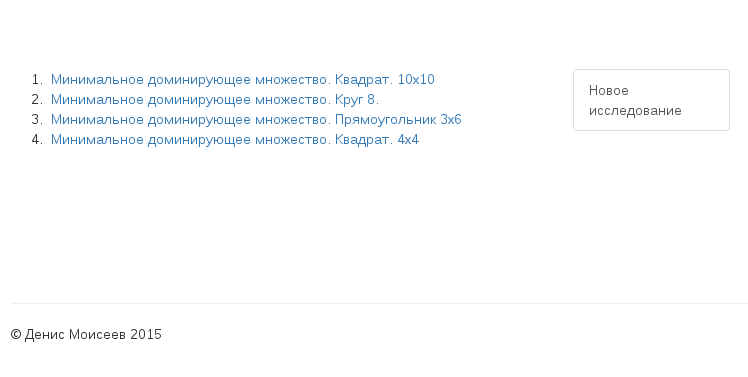 1. Минимальное доминирующее множество. Квадрат. 10x10
2. Минимальное доминирующее множество. Круг 8.
3. Минимальное доминирующее множество. Прямоугольник 3x6
4. Минимальное доминирующее множество. Квадрат. 4x4
Новое
исследование
© Денис Моисеев 2015